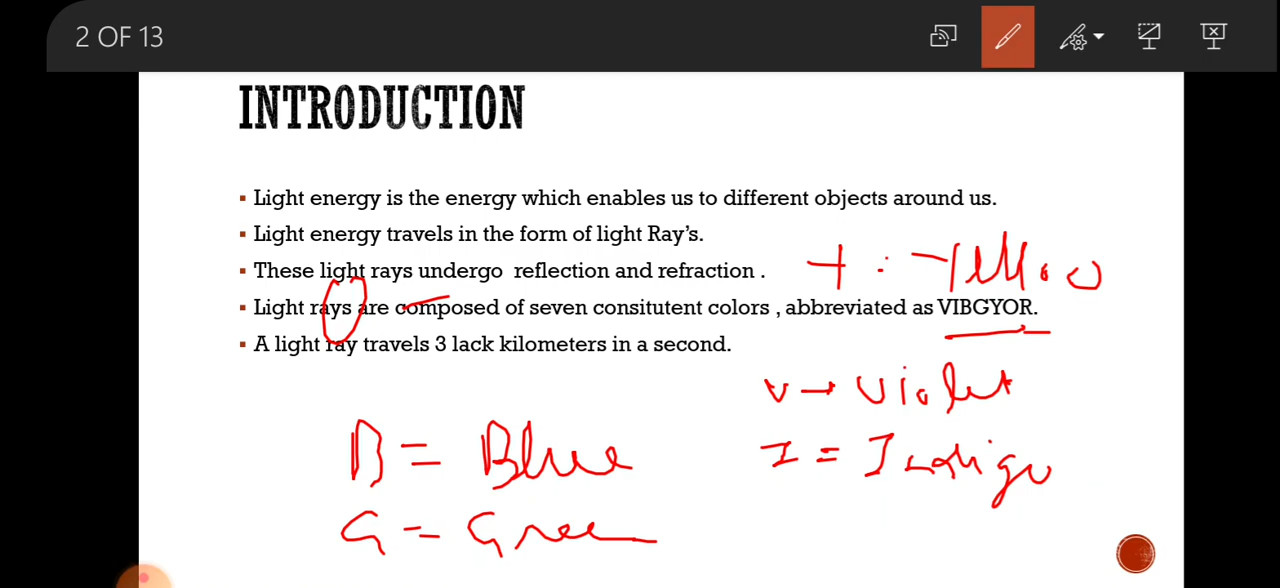 2 OF 13
INTRODUCTION
▪ Light energy is the energy which enables us to different objects around us.
▪ Light energy travels in the form of light Ray’s.
▪ These light rays undergo reflection and refraction .
▪ Light rays are composed of seven consitutent colors , abbreviated as VIBGYOR.
▪ A light ray travels 3 lack kilometers in a second.
Y : Yellow
V → Violet
I = Indigo
B = Blue
G = Green